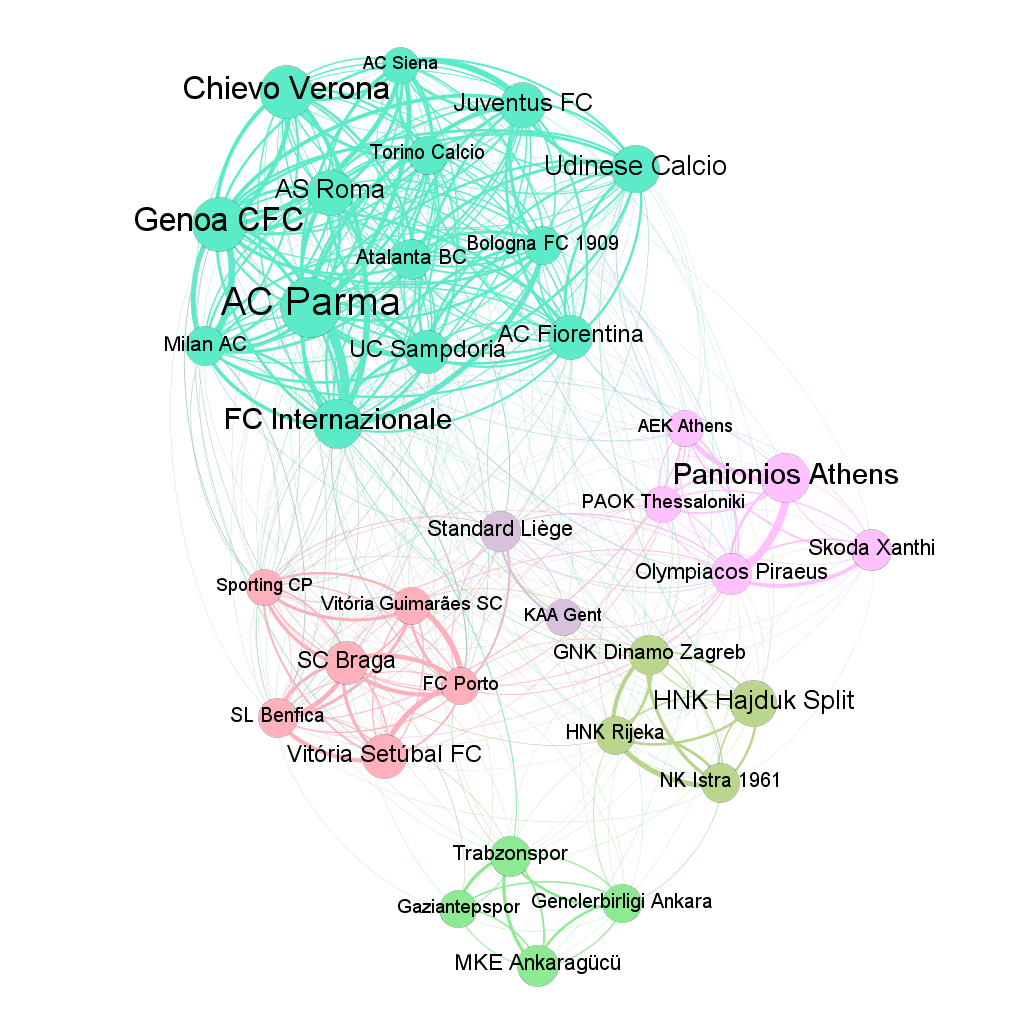 AC Siena
Chievo Verona
Juventus FC
Torino Calcio
Udinese Calcio
AS Roma
Genoa CFC
Bologna FC 1909
Atalanta BC
AC Parma
AC Fiorentina
Milan AC
UC Sampdoria
FC Internazionale
AEK Athens
Panionios Athens
PAOK Thessaloniki
Standard Liège
Skoda Xanthi
Olympiacos Piraeus
Sporting CP
Vitória Guimarães SC
KAA Gent
GNK Dinamo Zagreb
SC Braga
FC Porto
HNK Hajduk Split
SL Benfica
HNK Rijeka
Vitória Setúbal FC
NK Istra 1961
Trabzonspor
Genclerbirligi Ankara
Gaziantepspor
MKE Ankaragücü